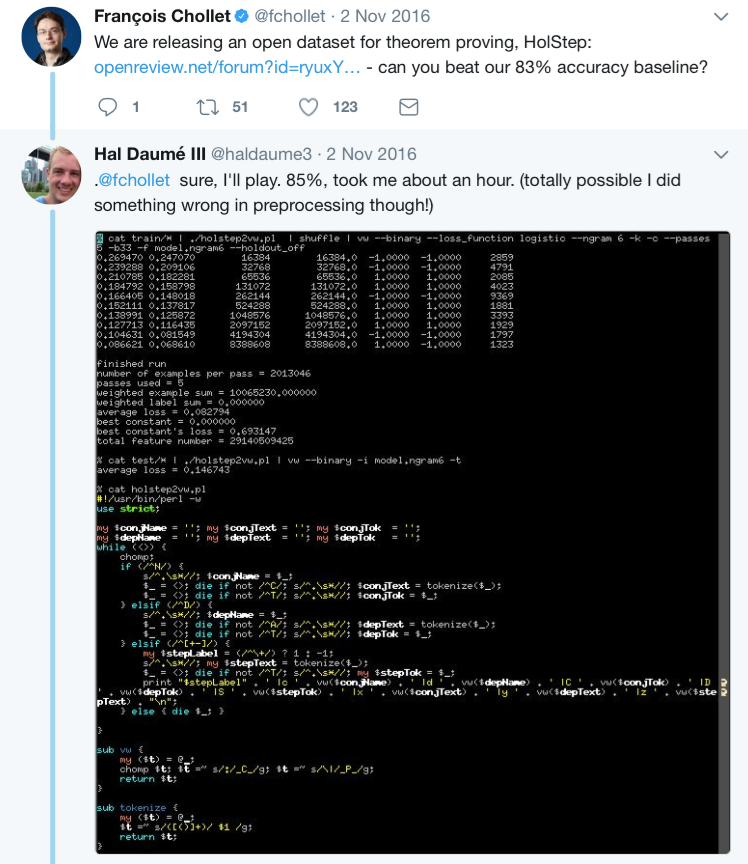 François Chollet @fchollet · 2 Nov 2016
We are releasing an open dataset for theorem proving, HolStep:
openreview.net/forum?id=ryuxY… - can you beat our 83% accuracy baseline?
1 51 123
Hal Daumé III @haldaume3 · 2 Nov 2016
.@fchollet sure, I'll play. 85%, took me about an hour. (totally possible I did
something wrong in preprocessing though!)
% cat train/* | ./holstep2vw.pl | shuffle | vw --binary --loss_function logistic --ngram 6 -k -c --passes
5 -b33 -f model.ngram6 --holdout_off
0.269470 0.247070 16384 16384.0 -1.0000 -1.0000 2859
0.239288 0.209106 32768 32768.0 -1.0000 -1.0000 4791
0.210785 0.182281 65536 65536.0 1.0000 1.0000 2085
0.184792 0.158798 131072 131072.0 1.0000 1.0000 4023
0.166405 0.148018 262144 262144.0 -1.0000 -1.0000 9369
0.152111 0.137817 524288 524288.0 1.0000 1.0000 1881
0.138991 0.125872 1048576 1048576.0 1.0000 1.0000 3393
0.127713 0.116435 2097152 2097152.0 1.0000 1.0000 1929
0.104631 0.081549 4194304 4194304.0 -1.0000 -1.0000 1797
0.086621 0.068610 8388608 8388608.0 1.0000 -1.0000 1323
finished run
number of examples per pass = 2013046
passes used = 5
weighted example sum = 10065230.000000
weighted label sum = 0.000000
average loss = 0.082794
best constant = 0.000000
best constant's loss = 0.693147
total feature number = 29140509425
% cat test/* | ./holstep2vw.pl | vw --binary -i model.ngram6 -t
average loss = 0.146743
% cat holstep2vw.pl
#!/usr/bin/perl -w
use strict;
my $conjName = ''; my $conjText = ''; my $conjTok = '';
my $depName = ''; my $depText = ''; my $depTok = '';
while (<>) {
chomp;
if (/^N/) {
s/^.\s*//; $conjName = $_;
$_ = <>; die if not /^C/; s/^.\s*//; $conjText = tokenize($_);
$_ = <>; die if not /^T/; s/^.\s*//; $conjTok = $_;
} elsif (/^D/) {
s/^.\s*//; $depName = $_;
$_ = <>; die if not /^A/; s/^.\s*//; $depText = tokenize($_);
$_ = <>; die if not /^T/; s/^.\s*//; $depTok = $_;
} elsif (/^[+-]/) {
my $stepLabel = (/^\+/) ? 1 : -1;
s/^.\s*//; my $stepText = tokenize($_);
$_ = <>; die if not /^T/; s/^.\s*//; my $stepTok = $_;
print "$stepLabel" . ' |c ' . vw($conjName) . ' |d ' . vw($depName) . ' |C ' . vw($conjTok) . ' |D
' . vw($depTok) . ' |S ' . vw($stepTok) . ' |x ' . vw($conjText) . ' |y ' . vw($depText) . ' |z ' . vw($ste
pText) . "\n";
} else { die $_; }
}
sub vw {
my ($t) = @_;
chomp $t; $t =~ s/:/_C_/g; $t =~ s/\|/_P_/g;
return $t;
}
sub tokenize {
my ($t) = @_;
$t =~ s/([()]+)/ $1 /g;
return $t;
}